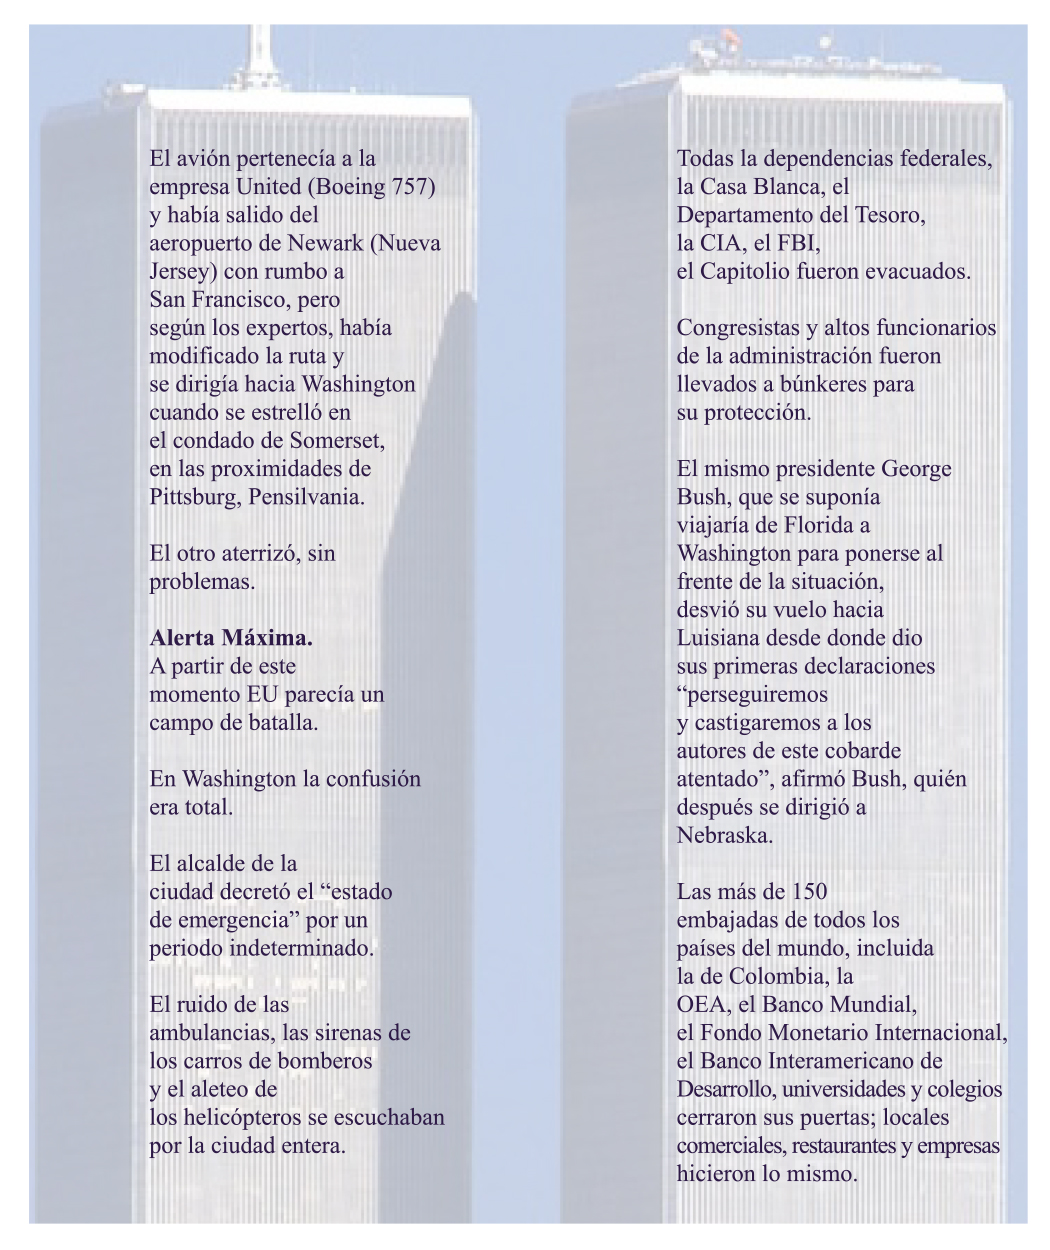 El avión pertenecía a la
empresa United (Boeing 757)
y había salido del
aeropuerto de Newark (Nueva
Jersey) con rumbo a
San Francisco, pero
según los expertos, había
modificado la ruta y
se dirigía hacia Washington
cuando se estrelló en
el condado de Somerset,
en las proximidades de
Pittsburg, Pensilvania.
El otro aterrizó, sin
problemas.
Alerta Máxima.
A partir de este
momento EU parecía un
campo de batalla.
En Washington la confusión
era total.
El alcalde de la
ciudad decretó el “estado
de emergencia” por un
periodo indeterminado.
El ruido de las
ambulancias, las sirenas de
los carros de bomberos
y el aleteo de
los helicópteros se escuchaban
por la ciudad entera.
Todas la dependencias federales,
la Casa Blanca, el
Departamento del Tesoro,
la CIA, el FBI,
el Capitolio fueron evacuados.
Congresistas y altos funcionarios
de la administración fueron
llevados a búnkeres para
su protección.
El mismo presidente George
Bush, que se suponía
viajaría de Florida a
Washington para ponerse al
frente de la situación,
desvió su vuelo hacia
Luisiana desde donde dio
sus primeras declaraciones
“perseguiremos
y castigaremos a los
autores de este cobarde
atentado”, afirmó Bush, quién
después se dirigió a
Nebraska.
Las más de 150
embajadas de todos los
países del mundo, incluida
la de Colombia, la
OEA, el Banco Mundial,
el Fondo Monetario Internacional,
el Banco Interamericano de
Desarrollo, universidades y colegios
cerraron sus puertas; locales
comerciales, restaurantes y empresas
hicieron lo mismo.